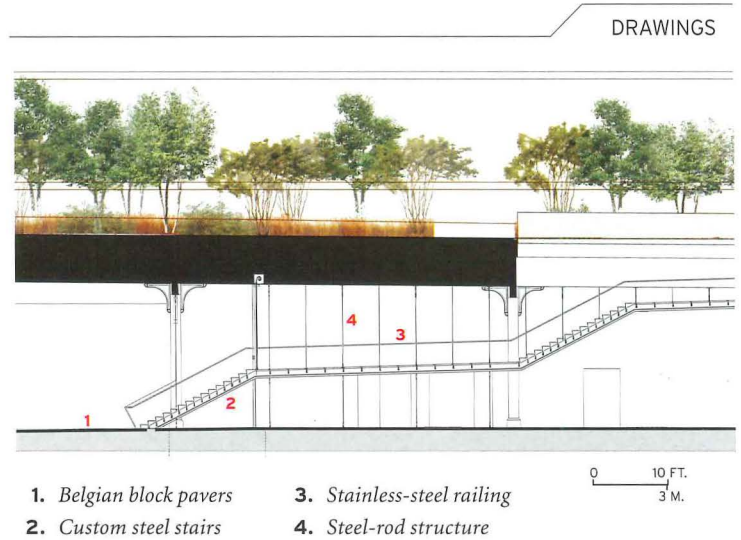 DRAWINGS
4
3
2
1
0 10 FT.
3 M.
1. Belgian block pavers
2. Custom steel stairs
3. Stainless-steel railing
4. Steel-rod structure